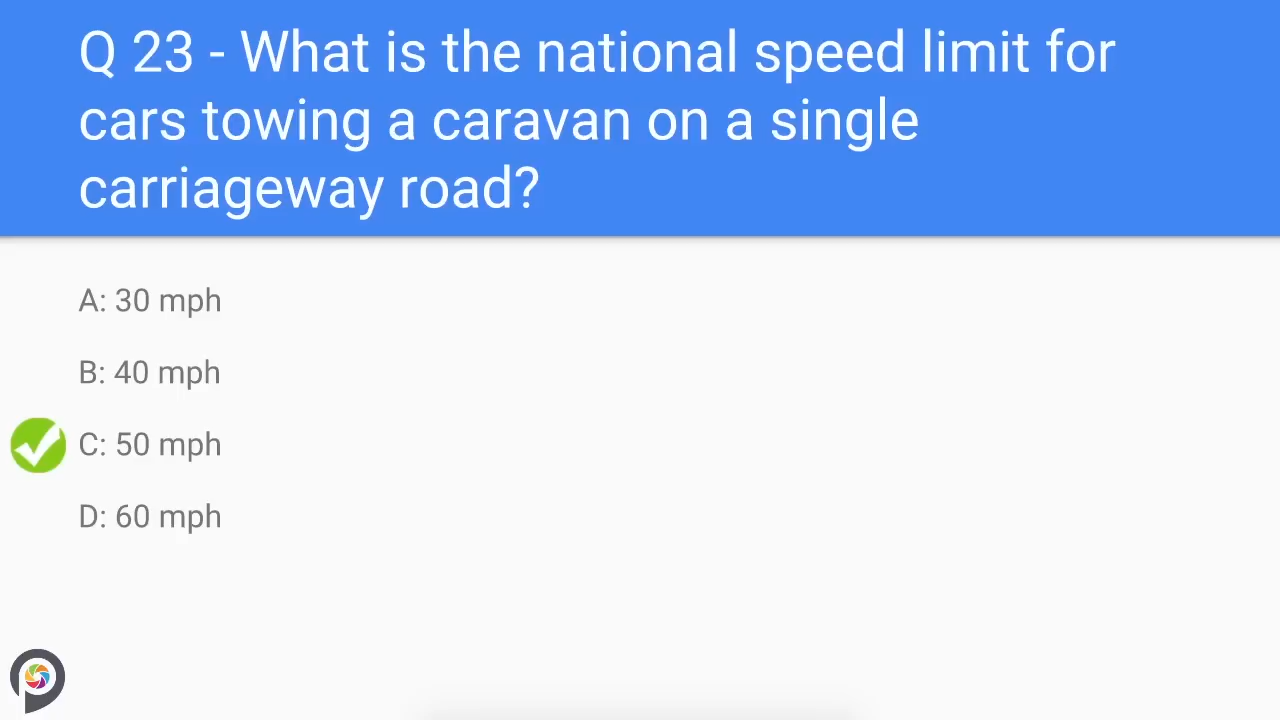 Q 23 - What is the national speed limit for
cars towing a caravan on a single
carriageway road?
A: 30 mph
B: 40 mph
C: 50 mph
D: 60 mph